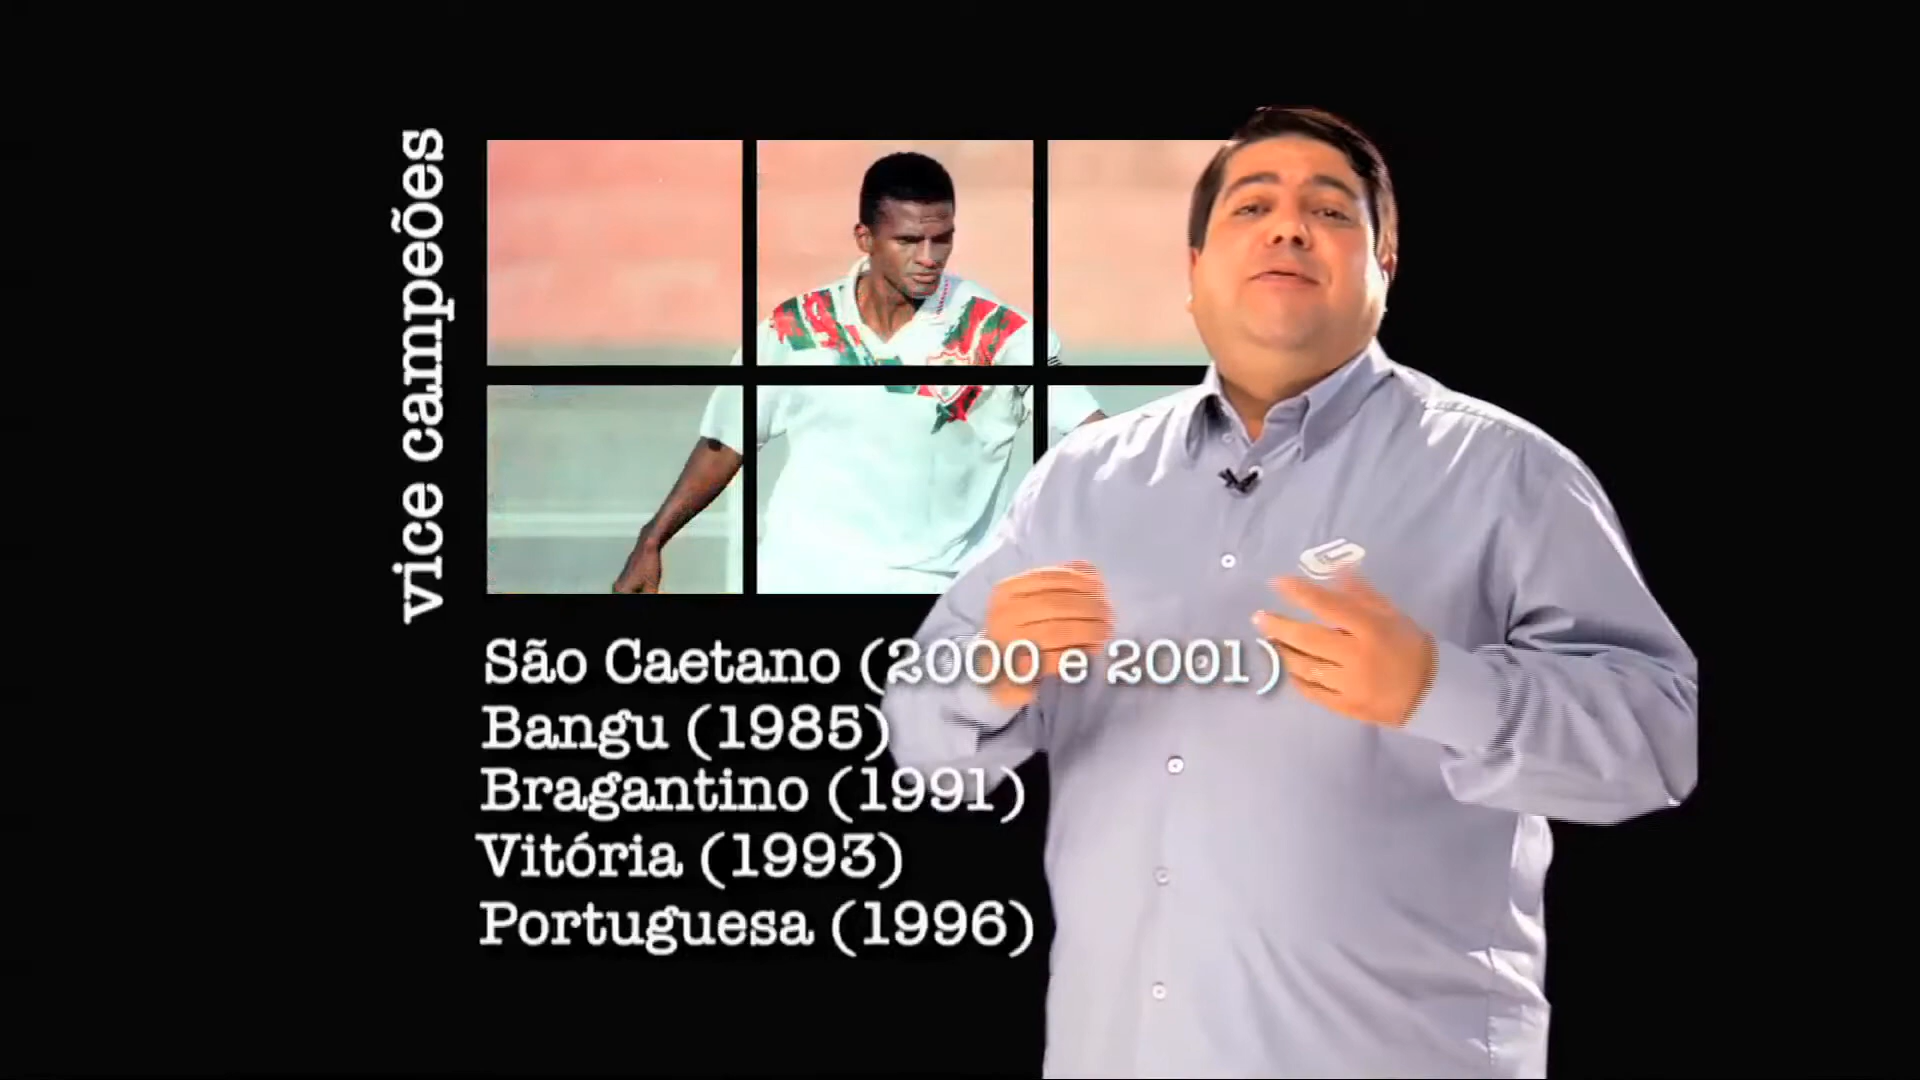 vice campeões
São Caetano (2000 e 2001)
Bangu (1985)
Bragantino (1991)
Vitória (1993)
Portuguesa (1996)